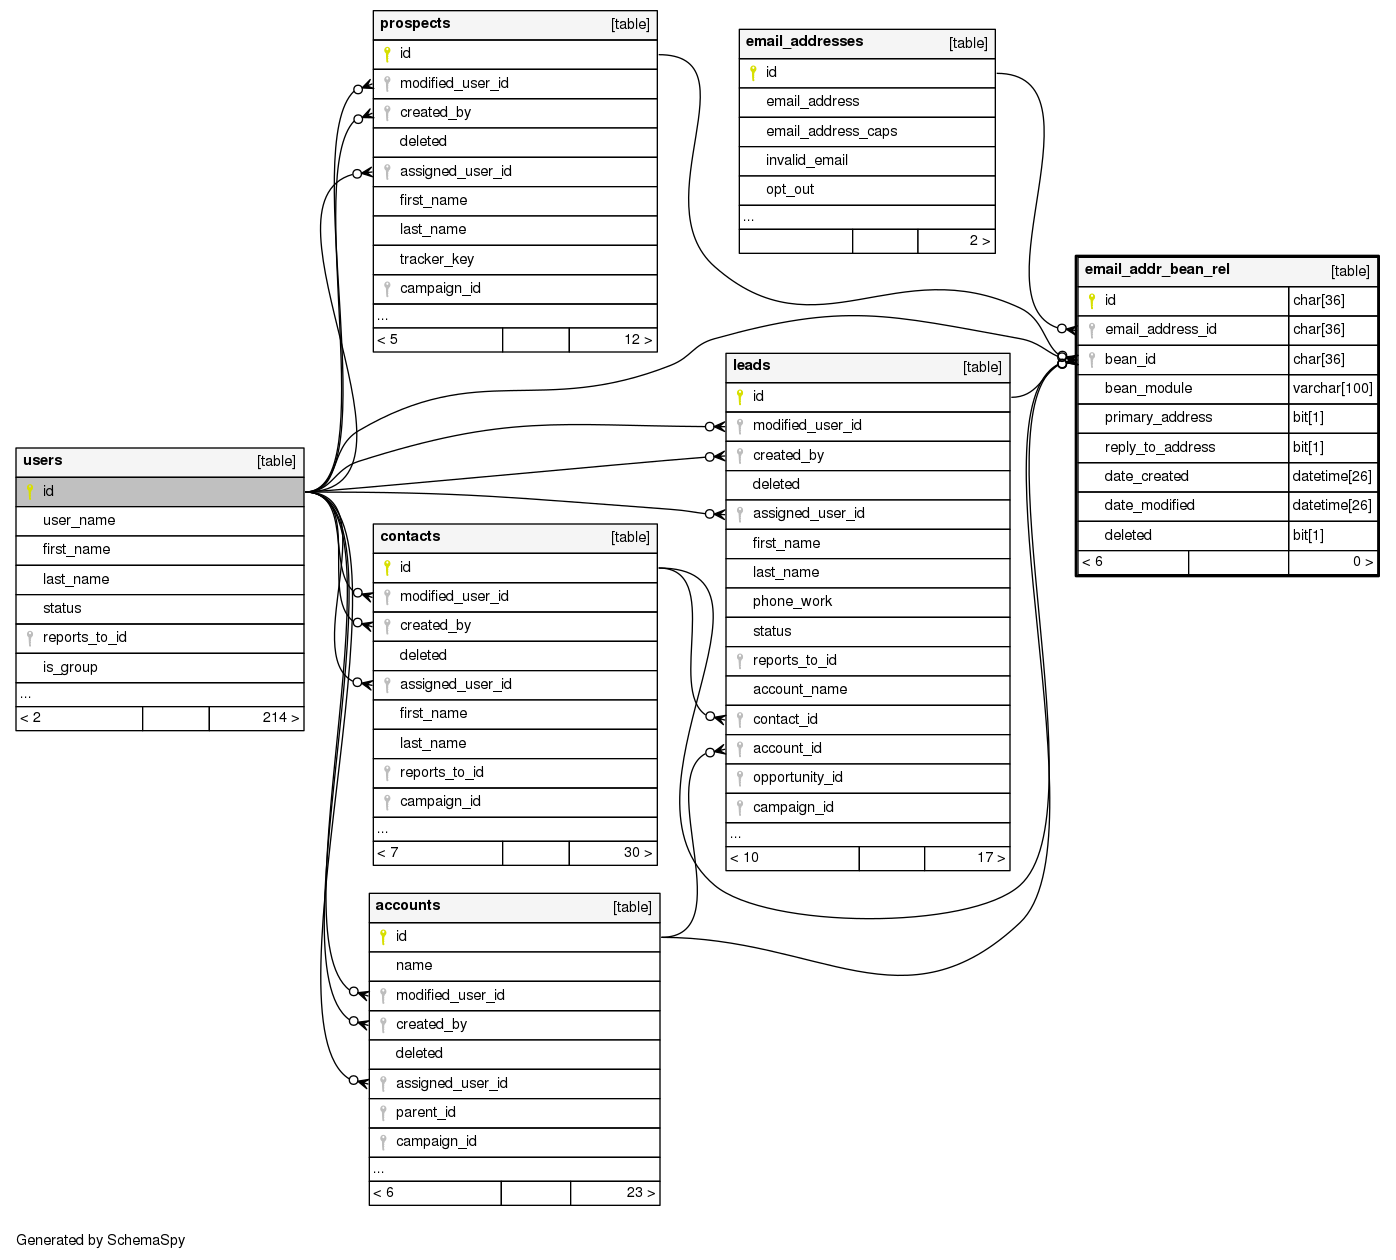 prospects [table]
id
modified_user_id
created_by
deleted
assigned_user_id
first_name
last_name
tracker_key
campaign_id
...
< 5 12 >
email_addresses [table]
id
email_address
email_address_caps
invalid_email
opt_out
...
2 >
email_addr_bean_rel [table]
id char[36]
email_address_id char[36]
bean_id char[36]
bean_module varchar[100]
primary_address bit[1]
reply_to_address bit[1]
date_created datetime[26]
date_modified datetime[26]
deleted bit[1]
< 6 0 >
leads [table]
id
modified_user_id
created_by
deleted
assigned_user_id
first_name
last_name
phone_work
status
reports_to_id
account_name
contact_id
account_id
opportunity_id
campaign_id
...
< 10 17 >
users [table]
id
user_name
first_name
last_name
status
reports_to_id
is_group
...
< 2 214 >
contacts [table]
id
modified_user_id
created_by
deleted
assigned_user_id
first_name
last_name
reports_to_id
campaign_id
...
< 7 30 >
accounts [table]
id
name
modified_user_id
created_by
deleted
assigned_user_id
parent_id
campaign_id
...
< 6 23 >
Generated by SchemaSpy